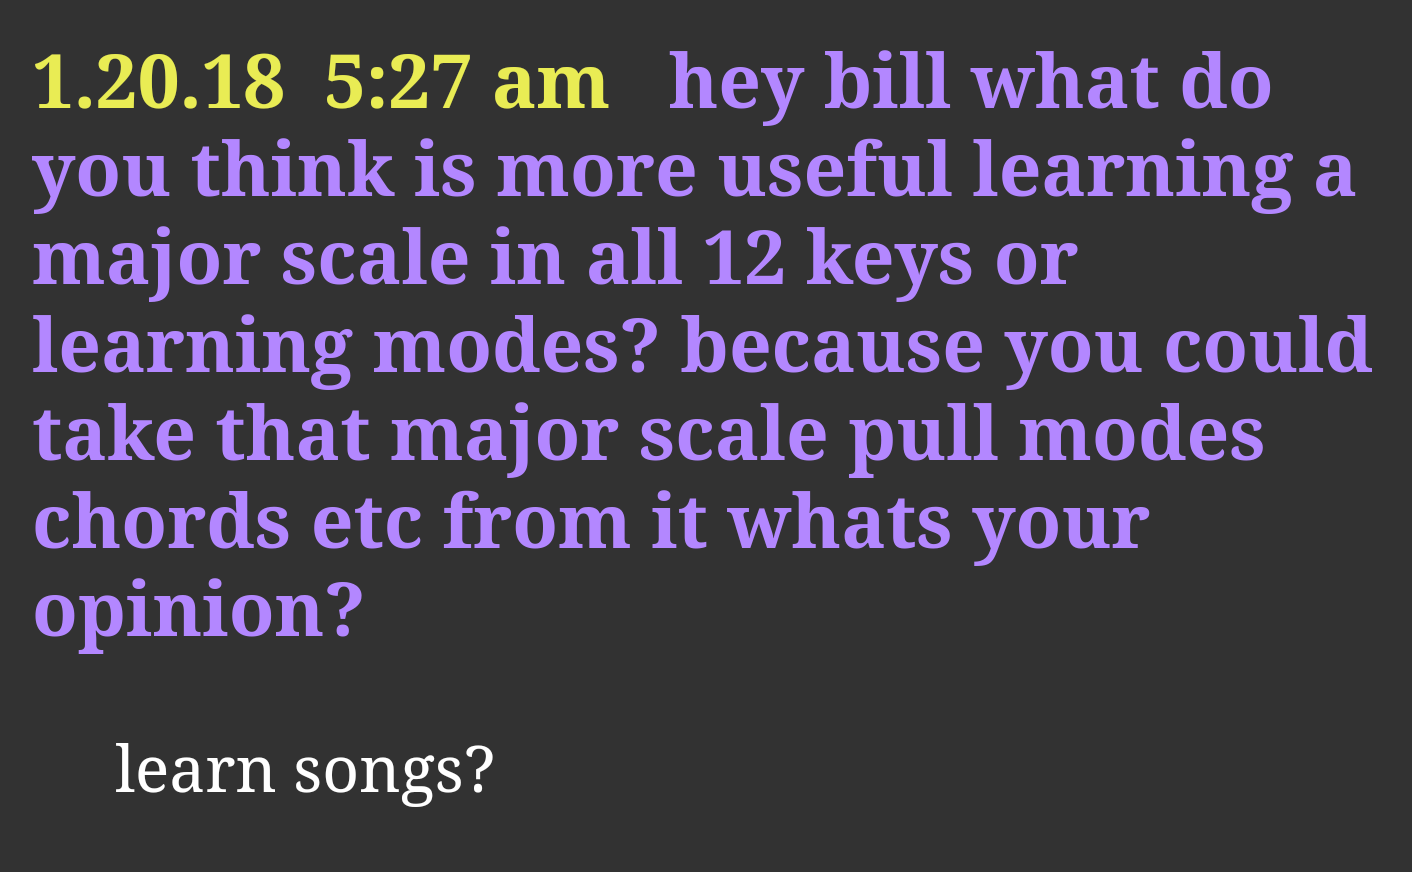 1.20.18  5:27 am   hey bill what do
you think is more useful learning a
major scale in all 12 keys or
learning modes? because you could
take that major scale pull modes
chords etc from it whats your
opinion?
learn songs?